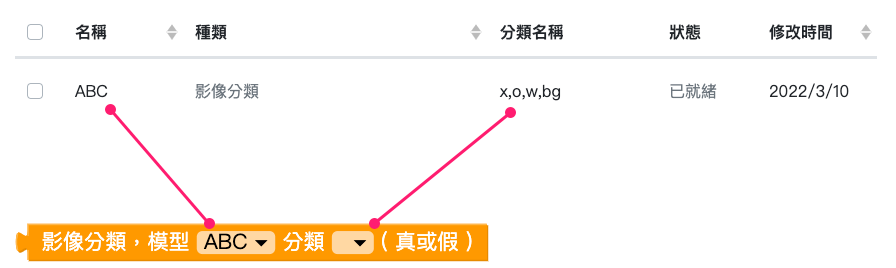 名稱 種類 分類名稱 狀態 修改時間
ABC 影像分類 x,o,w,bg 已就緒 2022/3/10
影像分類，模型 ABC 分類 （真或假）